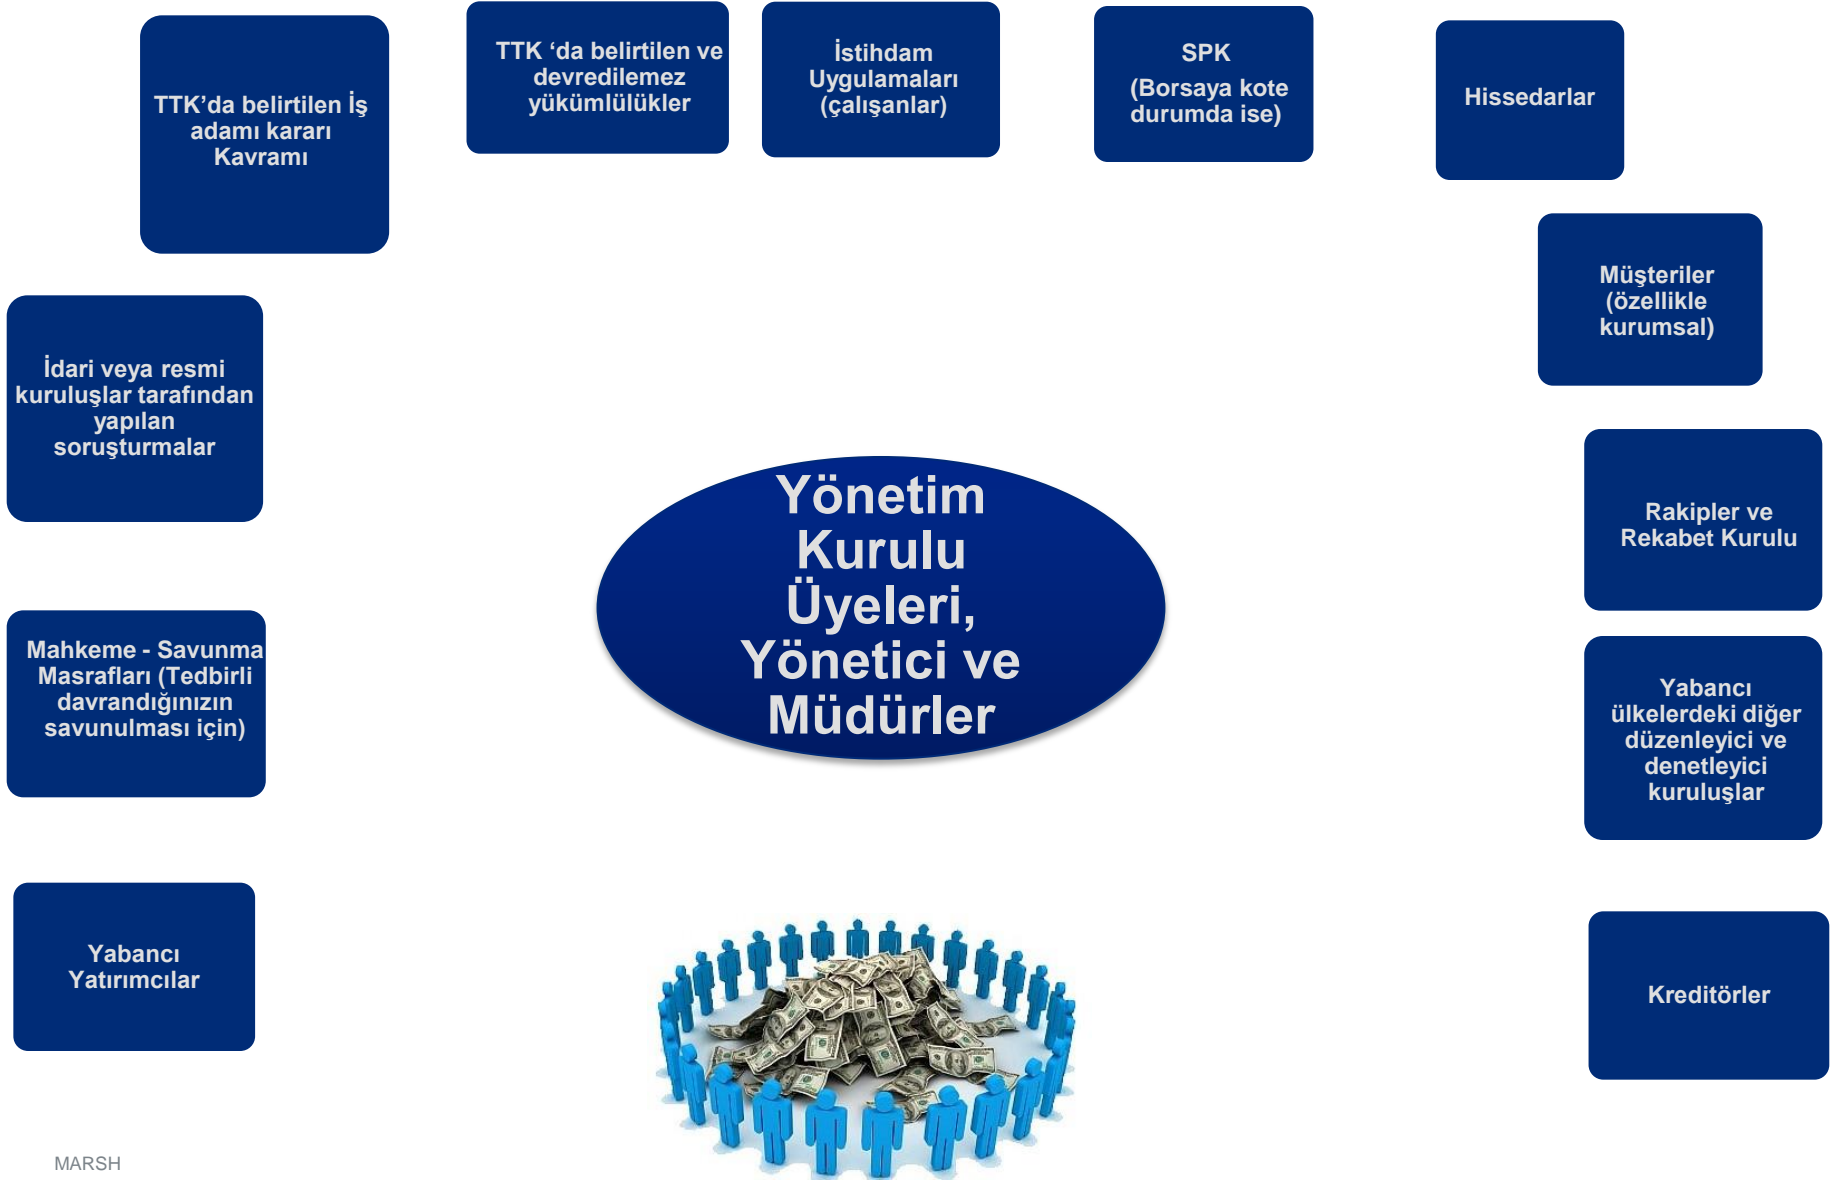 TTK’da belirtilen İş
adamı kararı
Kavramı
TTK ‘da belirtilen ve
devredilemez
yükümlülükler
İstihdam
Uygulamaları
(çalışanlar)
SPK
(Borsaya kote
durumda ise)
Hissedarlar
Müşteriler
(özellikle
kurumsal)
İdari veya resmi
kuruluşlar tarafından
yapılan
soruşturmalar
Rakipler ve
Rekabet Kurulu
Yönetim
Kurulu
Üyeleri,
Yönetici ve
Müdürler
Mahkeme - Savunma
Masrafları (Tedbirli
davrandığınızın
savunulması için)
Yabancı
ülkelerdeki diğer
düzenleyici ve
denetleyici
kuruluşlar
Yabancı
Yatırımcılar
Kreditörler
MARSH